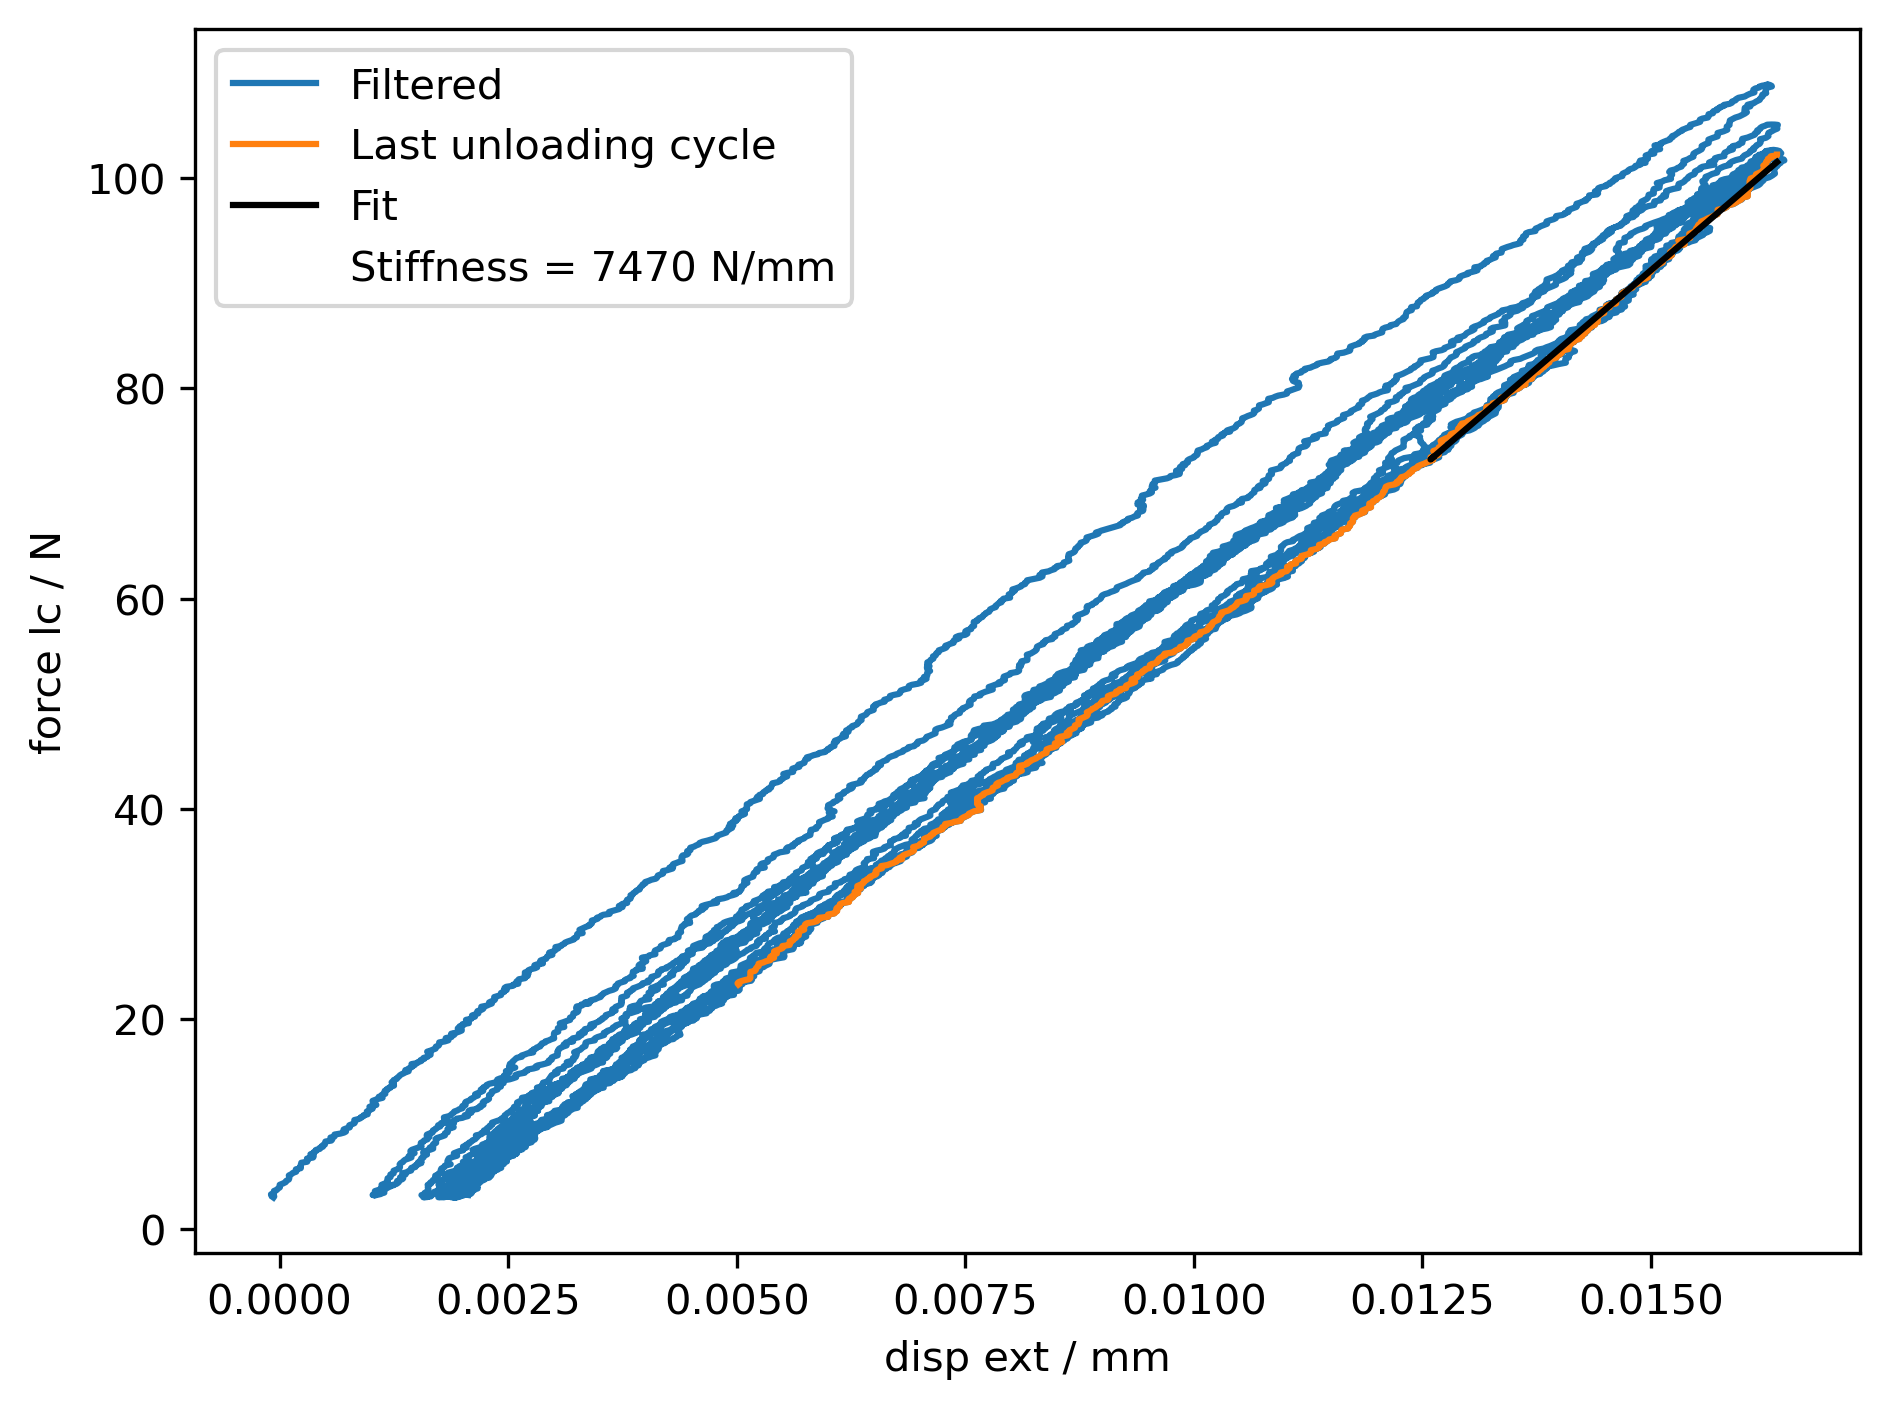 Filtered
Last unloading cycle
Fit
Stiffness = 7470 N/mm
100
80
60
40
20
0
force lc / N
0.0000 0.0025 0.0050 0.0075 0.0100 0.0125 0.0150
disp ext / mm